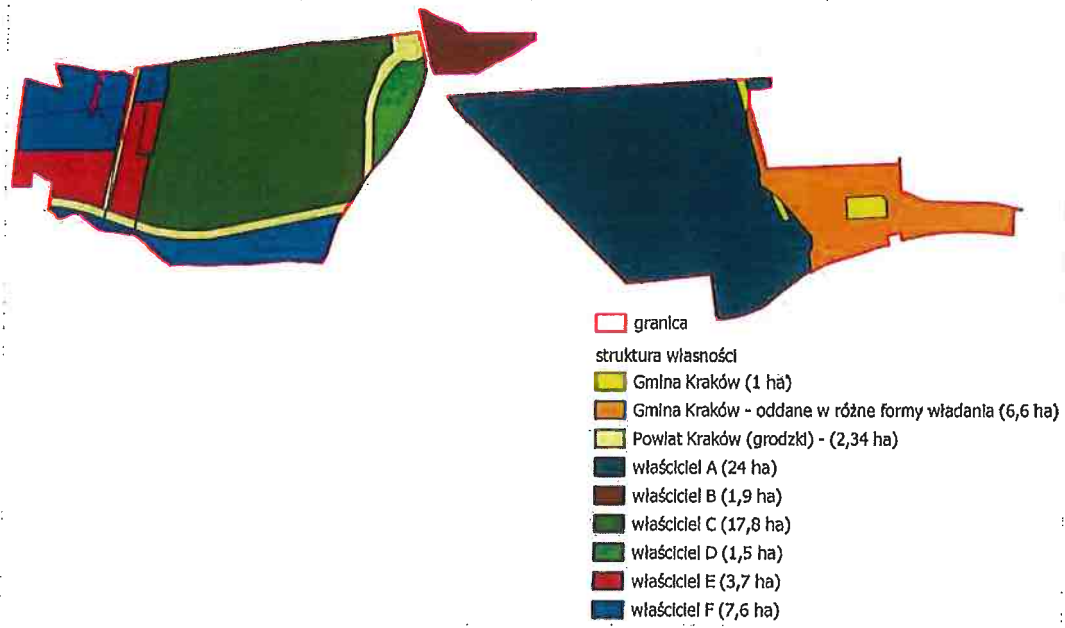 granica
struktura własności
Gmina Kraków (1 ha)
Gmina Kraków - oddane w różne formy władania (6,6 ha)
Powiat Kraków (grodzki) - (2,34 ha)
właściciel A (24 ha)
właściciel B (1,9 ha)
właściciel C (17,8 ha)
właściciel D (1,5 ha)
właściciel E (3,7 ha)
właściciel F (7,6 ha)